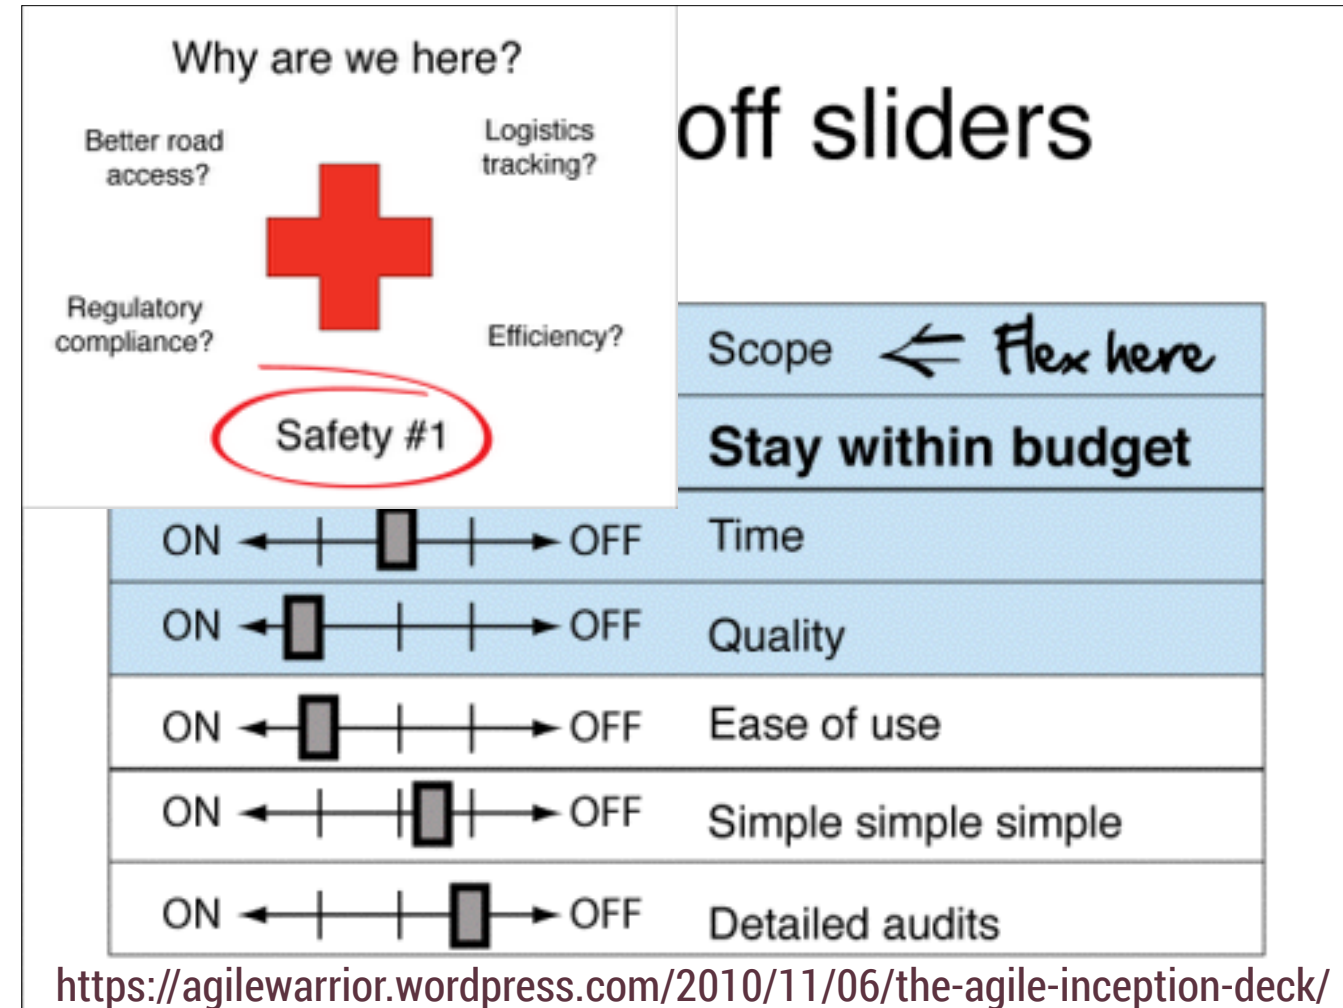 Why are we here?
Better road
access?
Logistics
tracking?
Regulatory
compliance?
Efficiency?
Safety #1
off sliders
Scope Flex here
Stay within budget
ON OFF Time
ON OFF Quality
ON OFF Ease of use
ON OFF Simple simple simple
ON OFF Detailed audits
https://agilewarrior.wordpress.com/2010/11/06/the-agile-inception-deck/